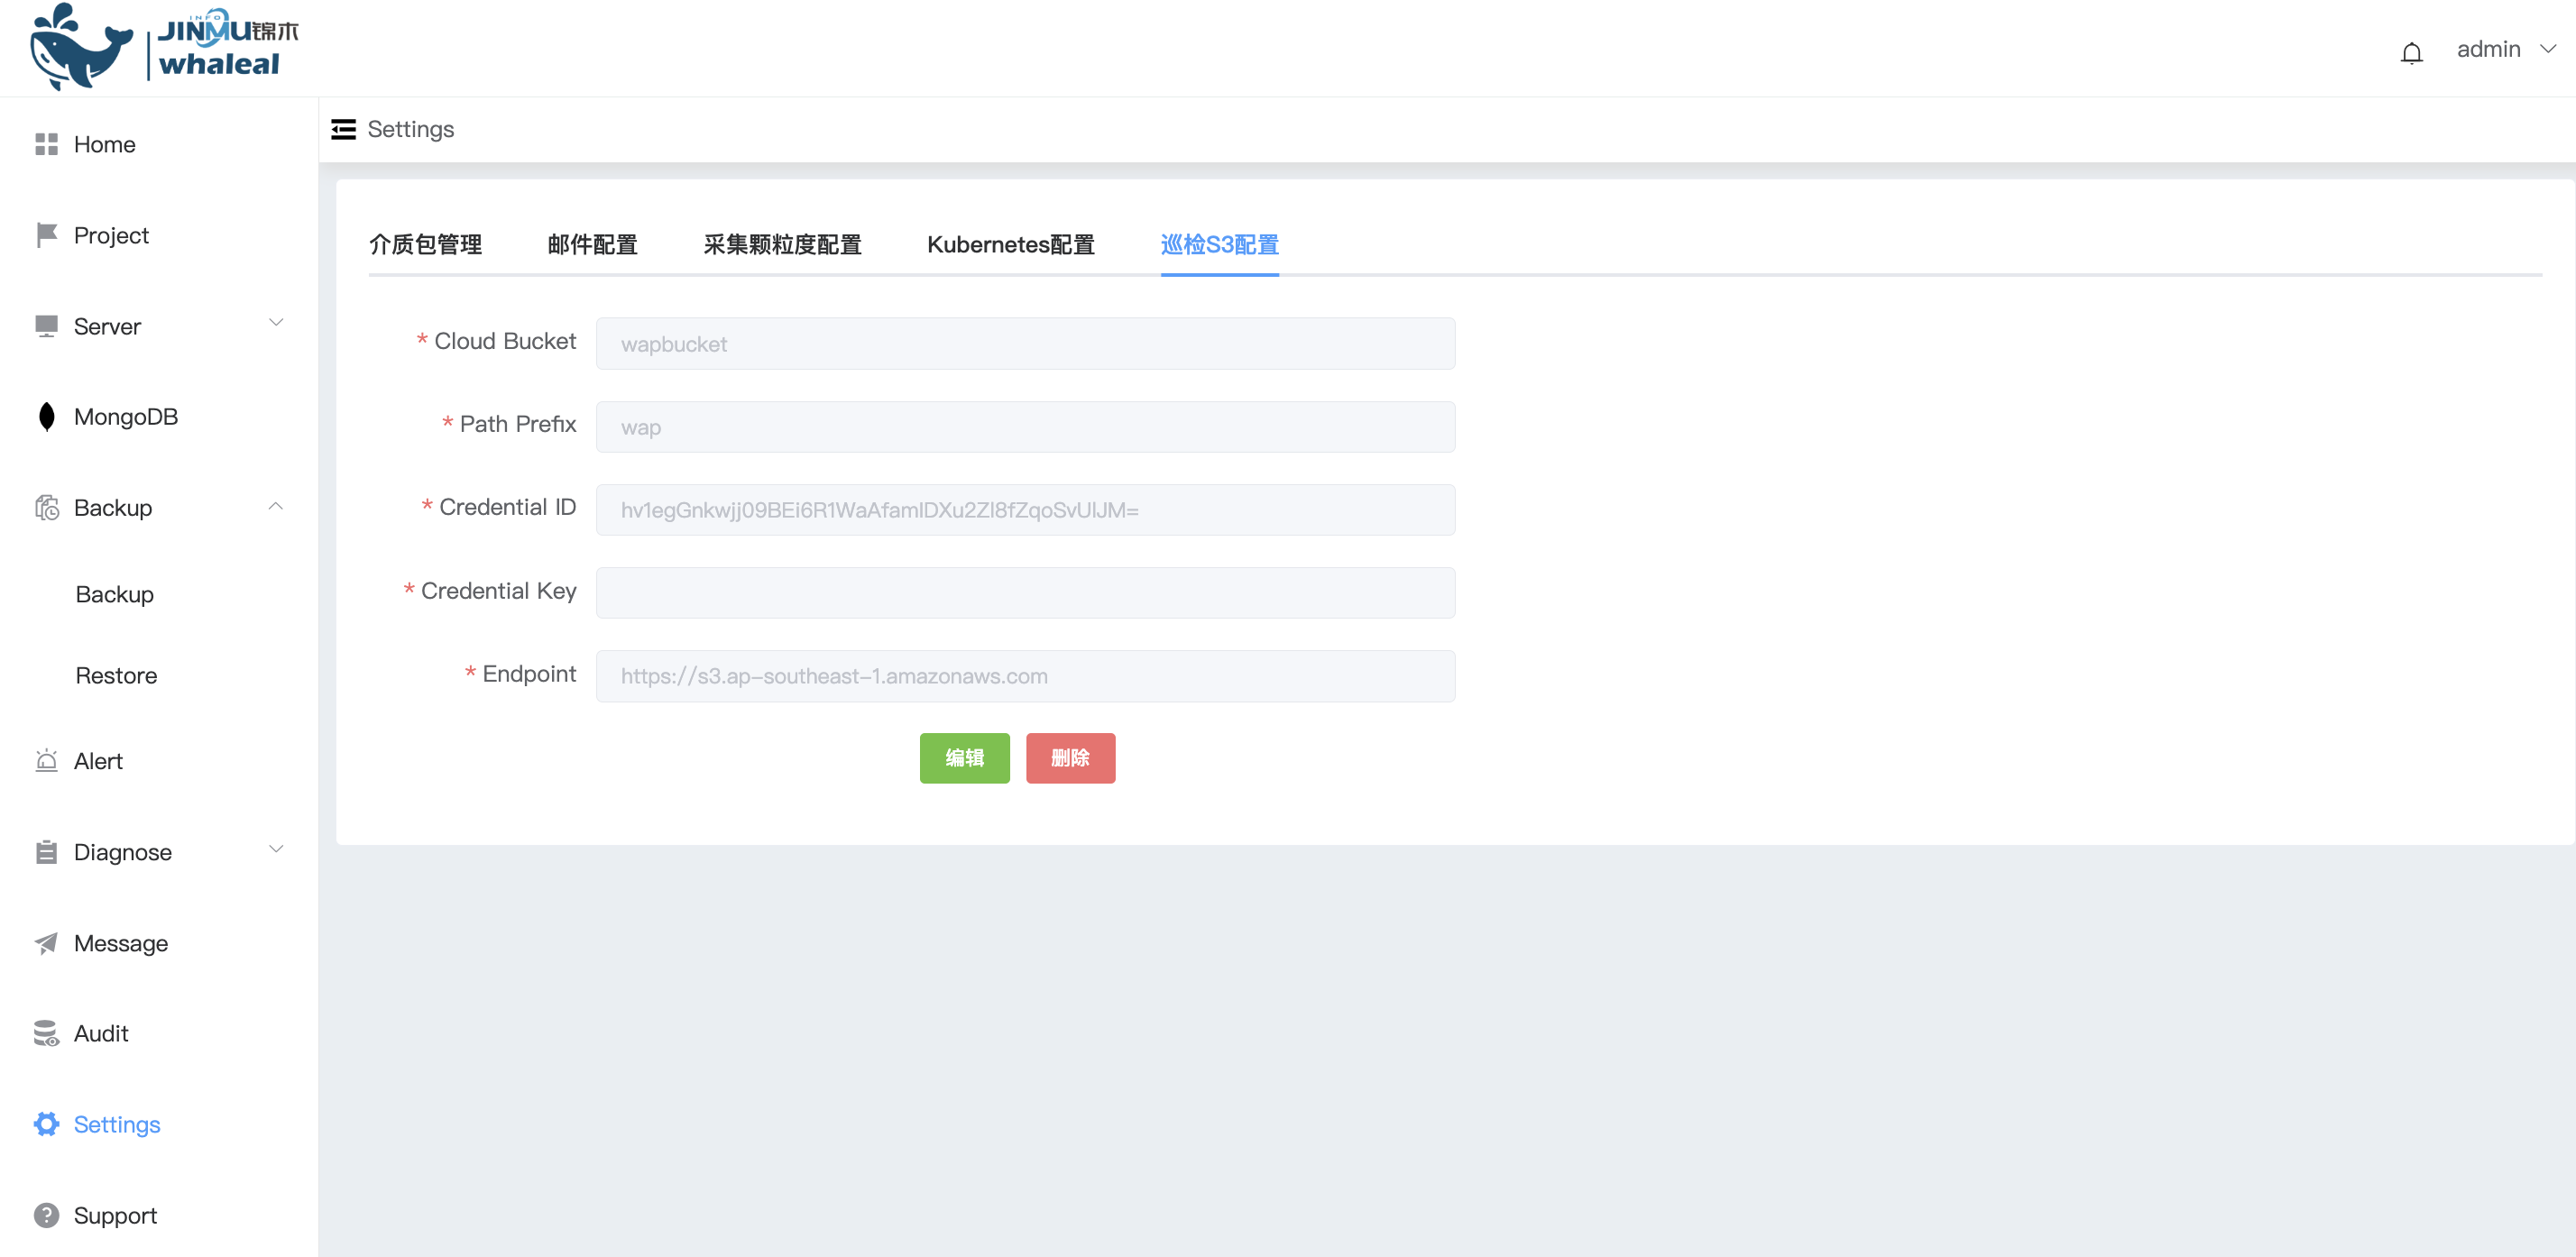 INFO
JINMU锦木
whaleal
admin
Home
Project
Server
MongoDB
Backup
Backup
Restore
Alert
Diagnose
Message
Audit
Settings
Support
Settings
介质包管理 邮件配置 采集颗粒度配置 Kubernetes配置 巡检S3配置
* Cloud Bucket wapbucket
* Path Prefix wap
* Credential ID hv1egGnkwjj09BEi6R1WaAfamIDXu2Zl8fZqoSvUlJM=
* Credential Key
* Endpoint https://s3.ap-southeast-1.amazonaws.com
编辑 删除